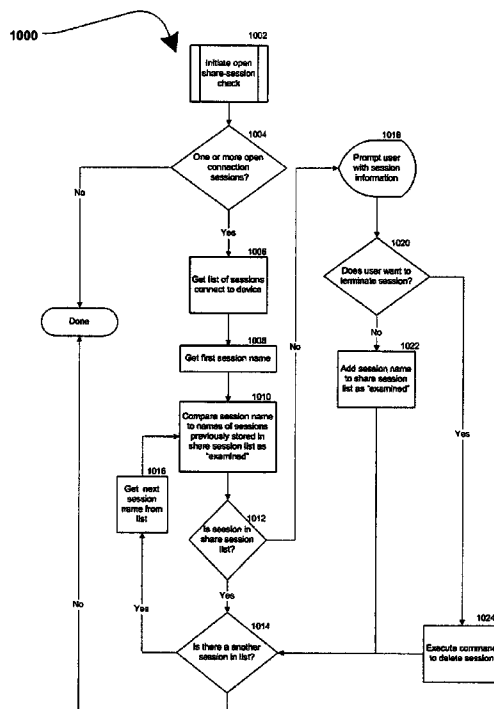 1000
1002
Initiate open
share-session
check
1004
One or more open
connection
sessions?
No
Yes
1006
Get list of sessions
connect to device
Done
1008
Get first session name
1010
Compare session name
to names of sessions
previously stored in
share session list as
"examined"
1016
Get next
session
name from
list
1012
Is session in
share session
list?
No
Yes
Yes
1014
Is there a another
session in list?
No
1018
Prompt user
with session
information
1020
Does user want to
terminate session?
No
1022
Add session name
to share session
list as "examined"
Yes
1024
Execute command
to delete session